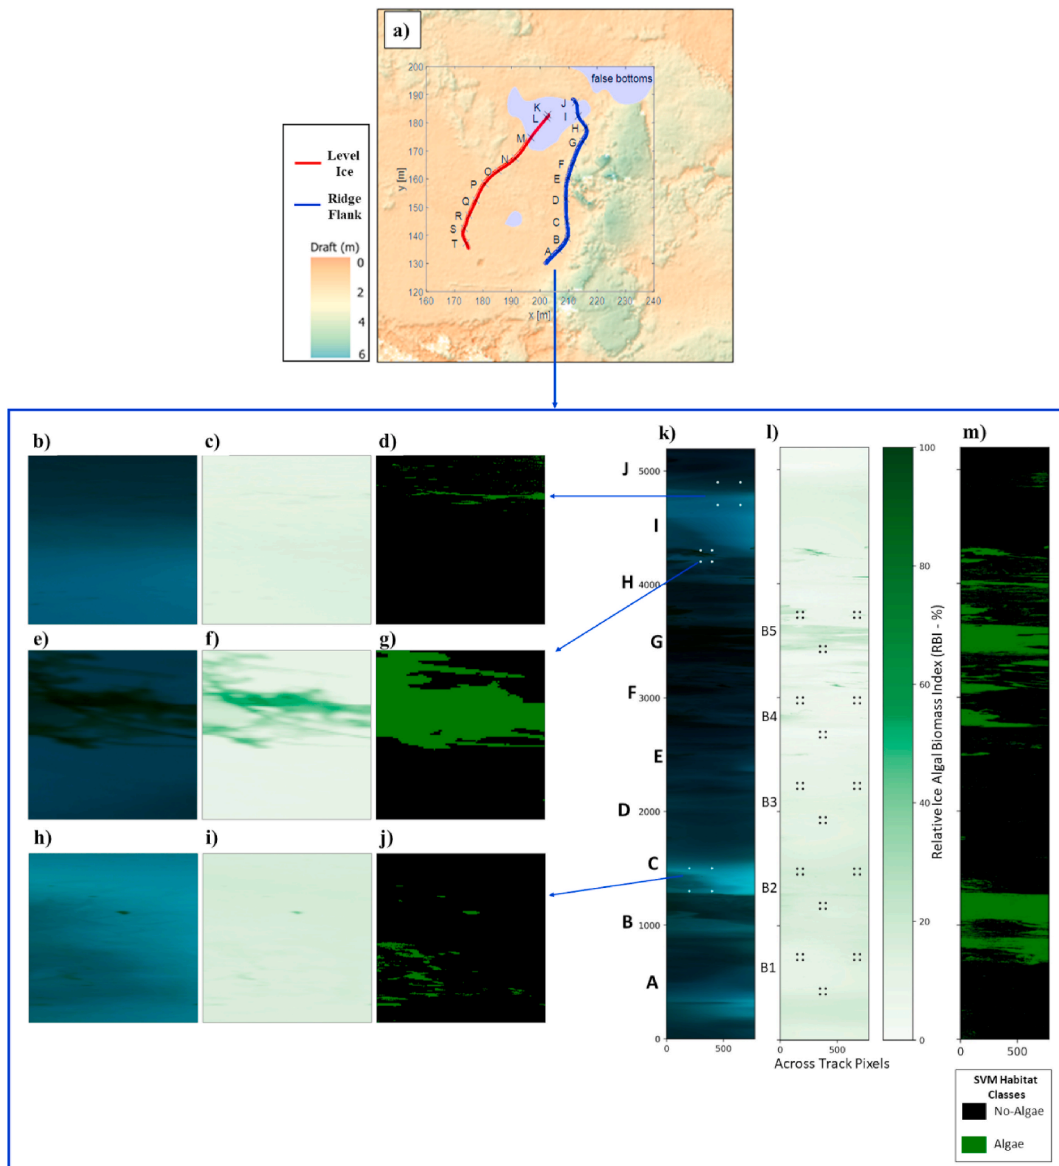 a)
200
190
180
170
160
150
140
130
120
y [m]
false bottoms
K
L
M
N
O
P
Q
R
S
T
J
I
H
G
F
E
D
C
B
A
160 170 180 190 200 210 220 230 240
x [m]
Level
Ice
Ridge
Flank
Draft (m)
0
2
4
6
b)
c)
d)
e)
f)
g)
h)
i)
j)
k)
J
I
H
G
F
E
D
C
B
A
5000
4000
3000
2000
1000
0
0 500
l)
B5
B4
B3
B2
B1
0 500
Across Track Pixels
100
80
60
40
20
0
Relative Ice Algal Biomass Index (RBI - %)
m)
0 500
SVM Habitat
Classes
No-Algae
Algae